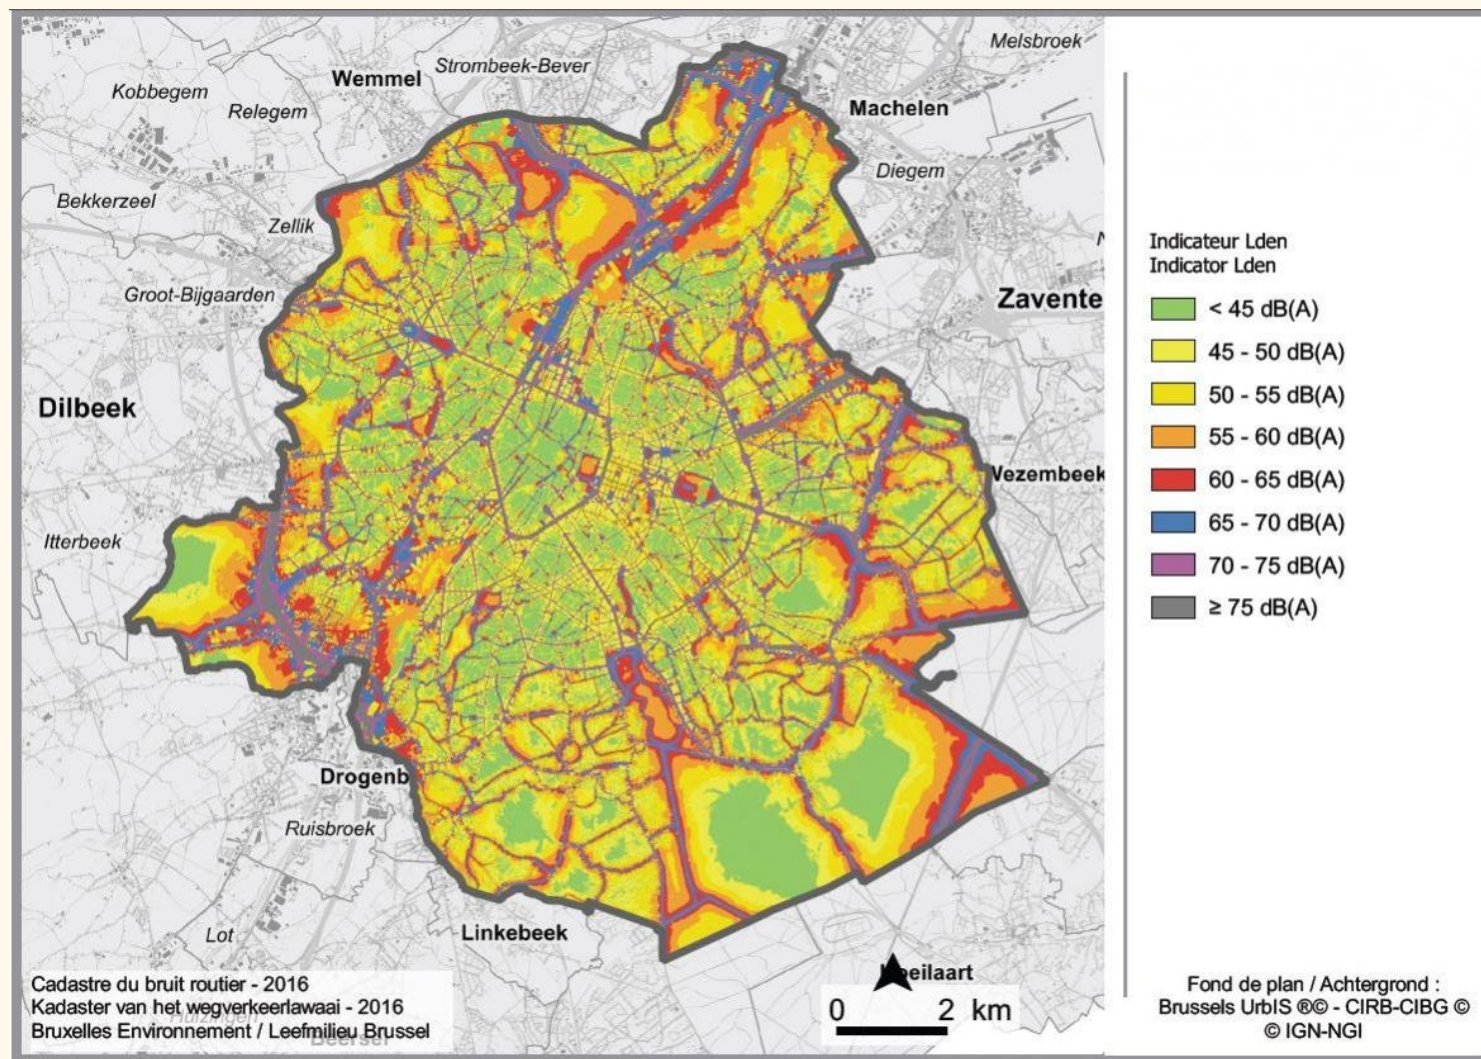 Melsbroek
Strombeek-Bever
Wemmel
Kobbegem
Relegem
Machelen
Diegem
Bekkerzeel
Zellik
Groot-Bijgaarden
Zavente
Dilbeek
Wezembeek
Itterbeek
Drogenb
Ruisbroek
Linkebeek
Lot
Huizingen
Beersel
0 2 km
Cadastre du bruit routier - 2016
Kadaster van het wegverkeerlawaai - 2016
Bruxelles Environnement / Leefmilieu Brussel
Indicateur Lden
Indicator Lden
< 45 dB(A)
45 - 50 dB(A)
50 - 55 dB(A)
55 - 60 dB(A)
60 - 65 dB(A)
65 - 70 dB(A)
70 - 75 dB(A)
≥ 75 dB(A)
Fond de plan / Achtergrond :
Brussels UrbIS ®© - CIRB-CIBG ©
© IGN-NGI